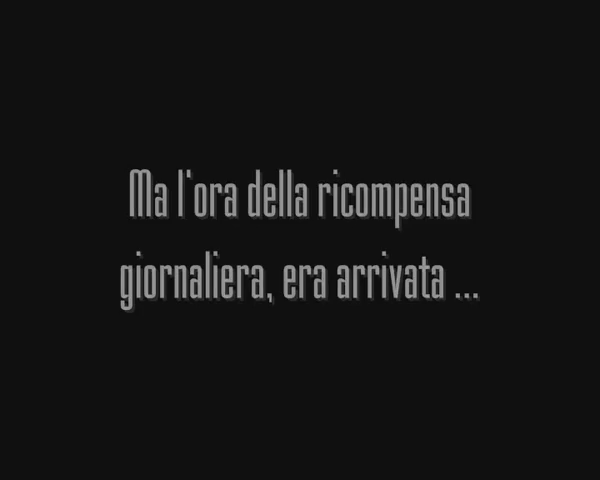 Ma l'ora della ricompensa
giornaliera, era arrivata ...